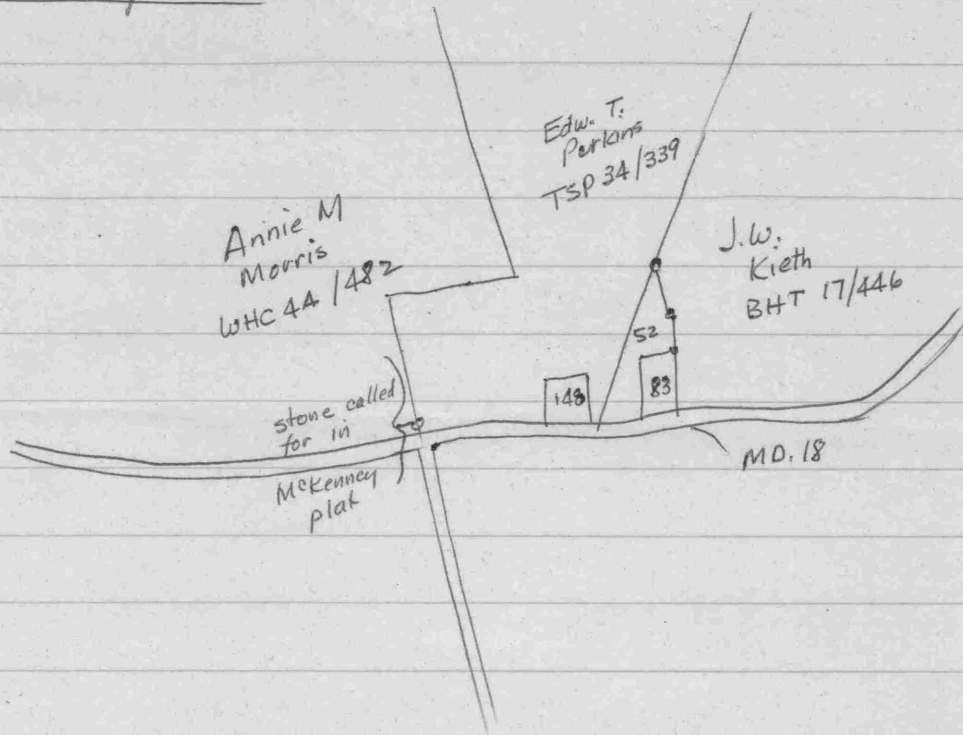 Edw. T.
Perkins
TSP 34/339
Annie M
Morris
WHC 44/482
J.W.
Kieth
BHT 17/446
52
148
83
stone called
for in
McKenney
plat
MD. 18